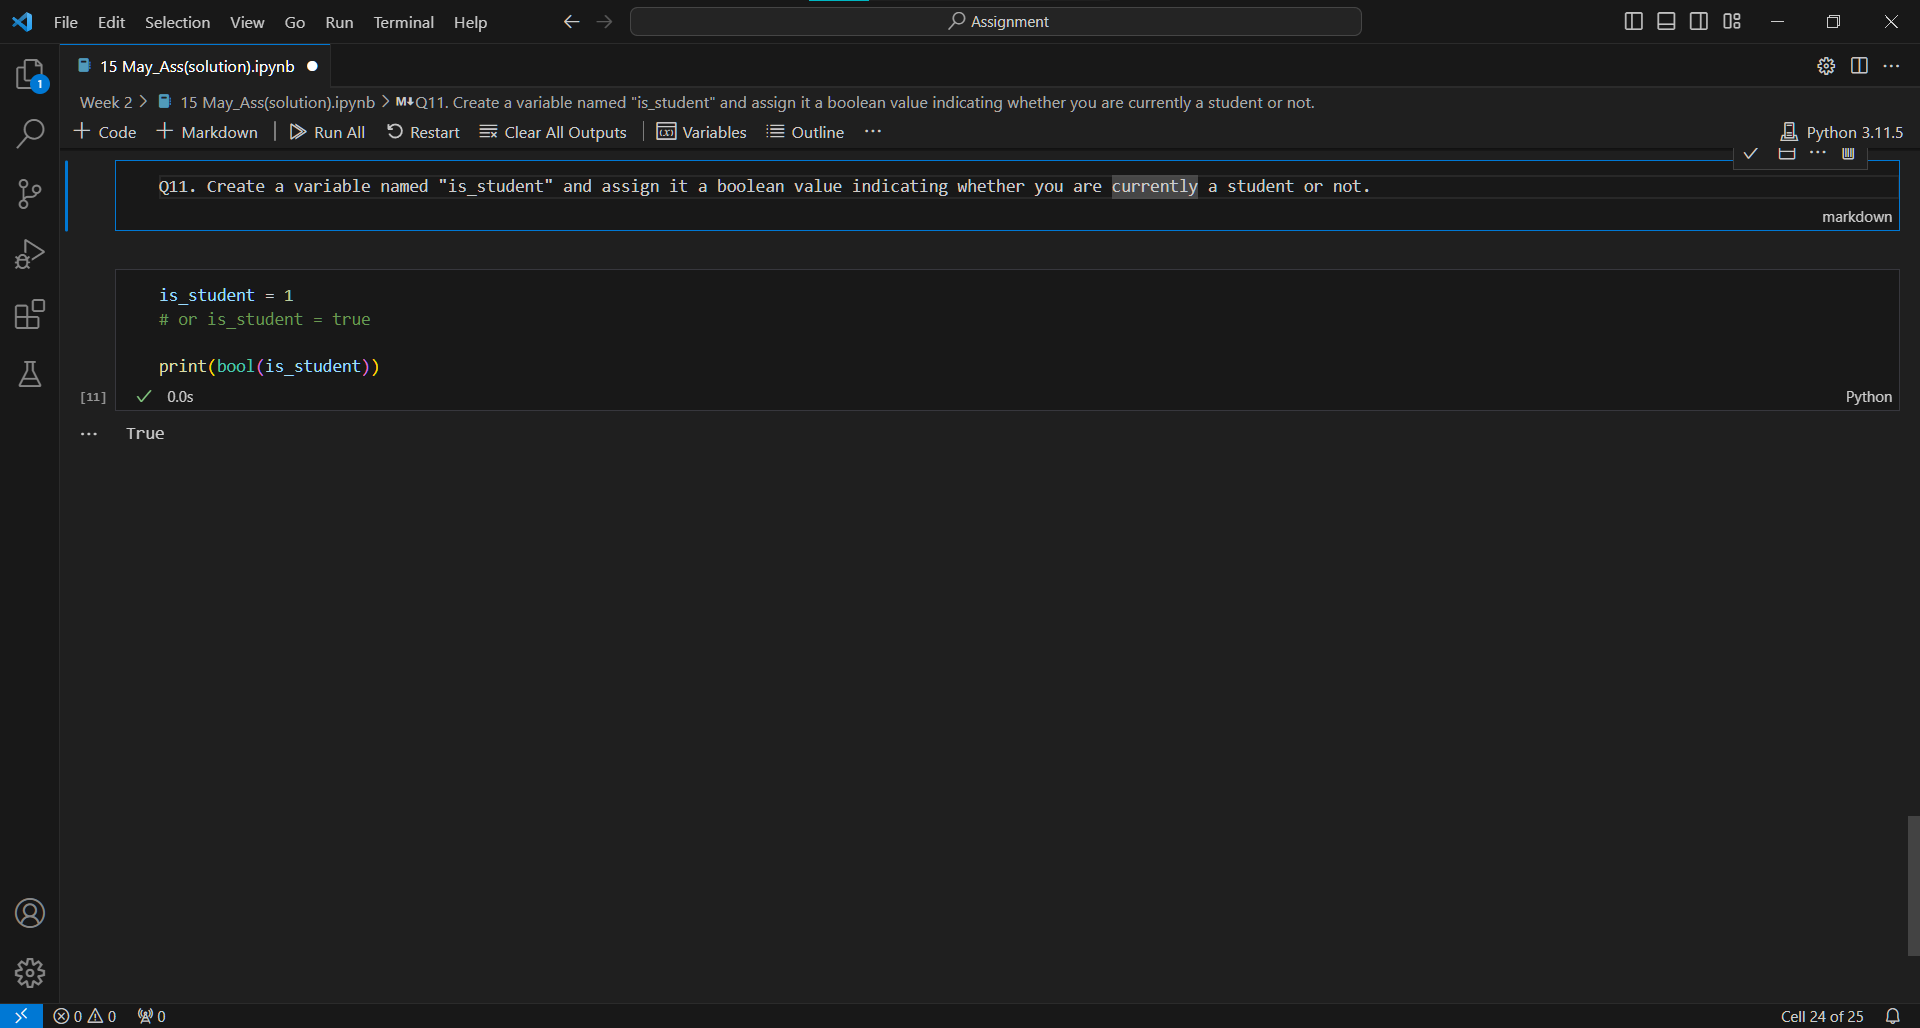 File Edit Selection View Go Run Terminal Help
Assignment
1
15 May_Ass(solution).ipynb
Week 2 > 15 May_Ass(solution).ipynb > M↓Q11. Create a variable named "is_student" and assign it a boolean value indicating whether you are currently a student or not.
+ Code + Markdown | Run All Restart Clear All Outputs | Variables Outline ...
Python 3.11.5
Q11. Create a variable named "is_student" and assign it a boolean value indicating whether you are currently a student or not.
markdown
is_student = 1
# or is_student = true
print(bool(is_student))
[11] ✓ 0.0s
Python
... True
0 0 0
Cell 24 of 25